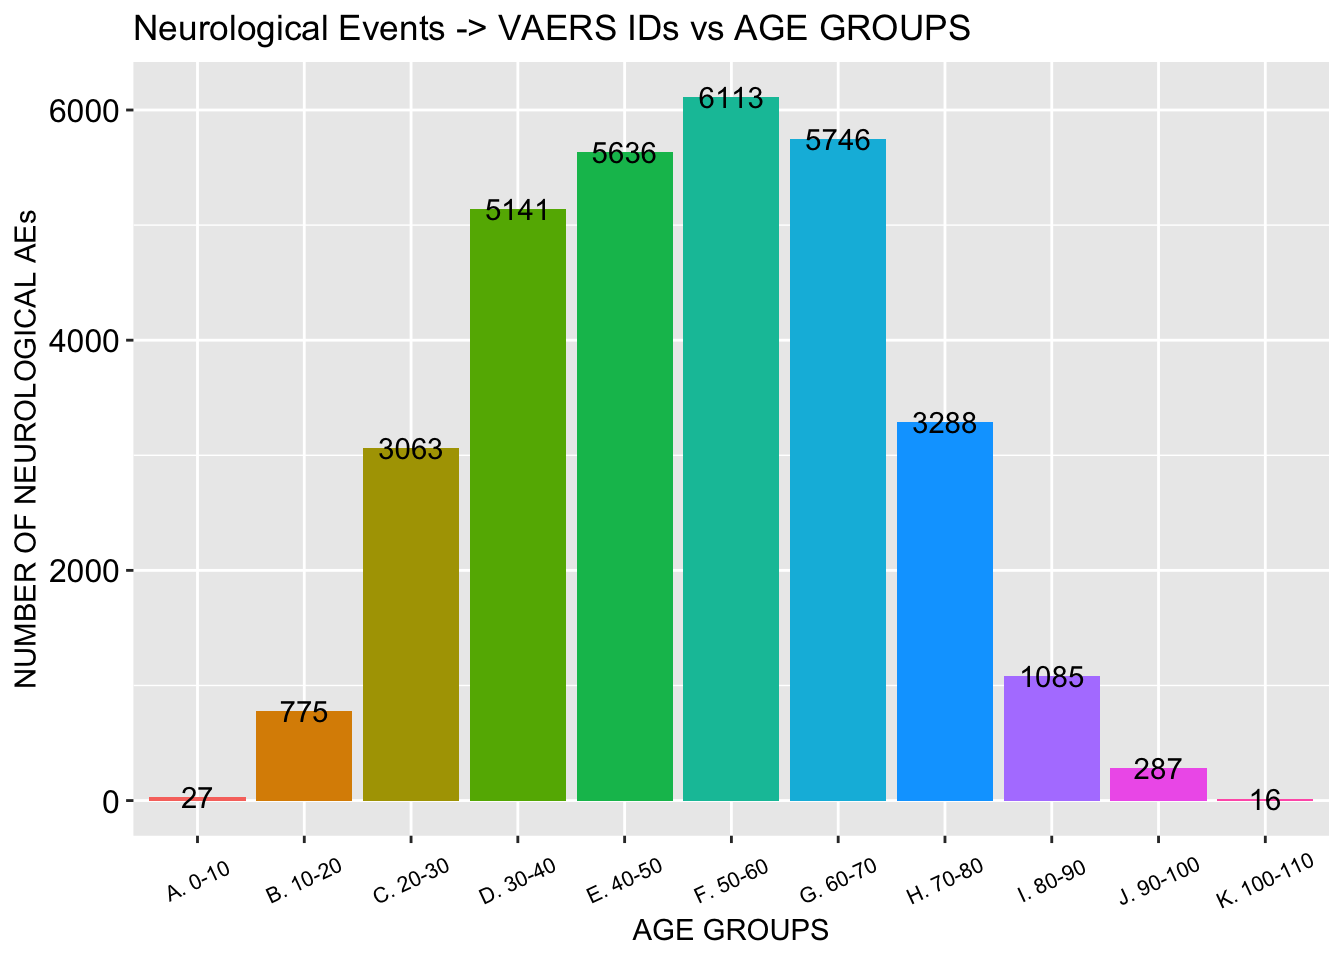 Neurological Events -> VAERS IDs vs AGE GROUPS
NUMBER OF NEUROLOGICAL AEs
6000
4000
2000
0
27
775
3063
5141
5636
6113
5746
3288
1085
287
16
A. 0-10
B. 10-20
C. 20-30
D. 30-40
E. 40-50
F. 50-60
G. 60-70
H. 70-80
I. 80-90
J. 90-100
K. 100-110
AGE GROUPS